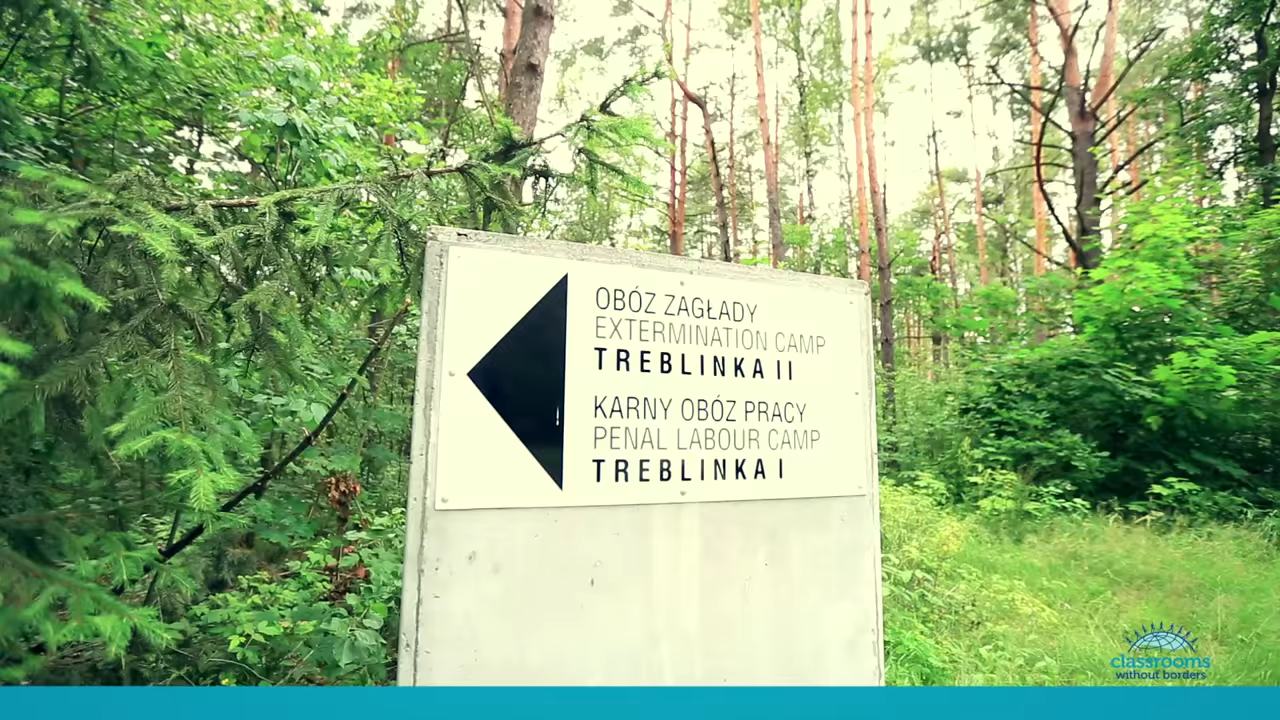 OBÓZ ZAGŁADY
EXTERMINATION CAMP
TREBLINKA II
KARNY OBÓZ PRACY
PENAL LABOUR CAMP
TREBLINKA I
classrooms
without borders